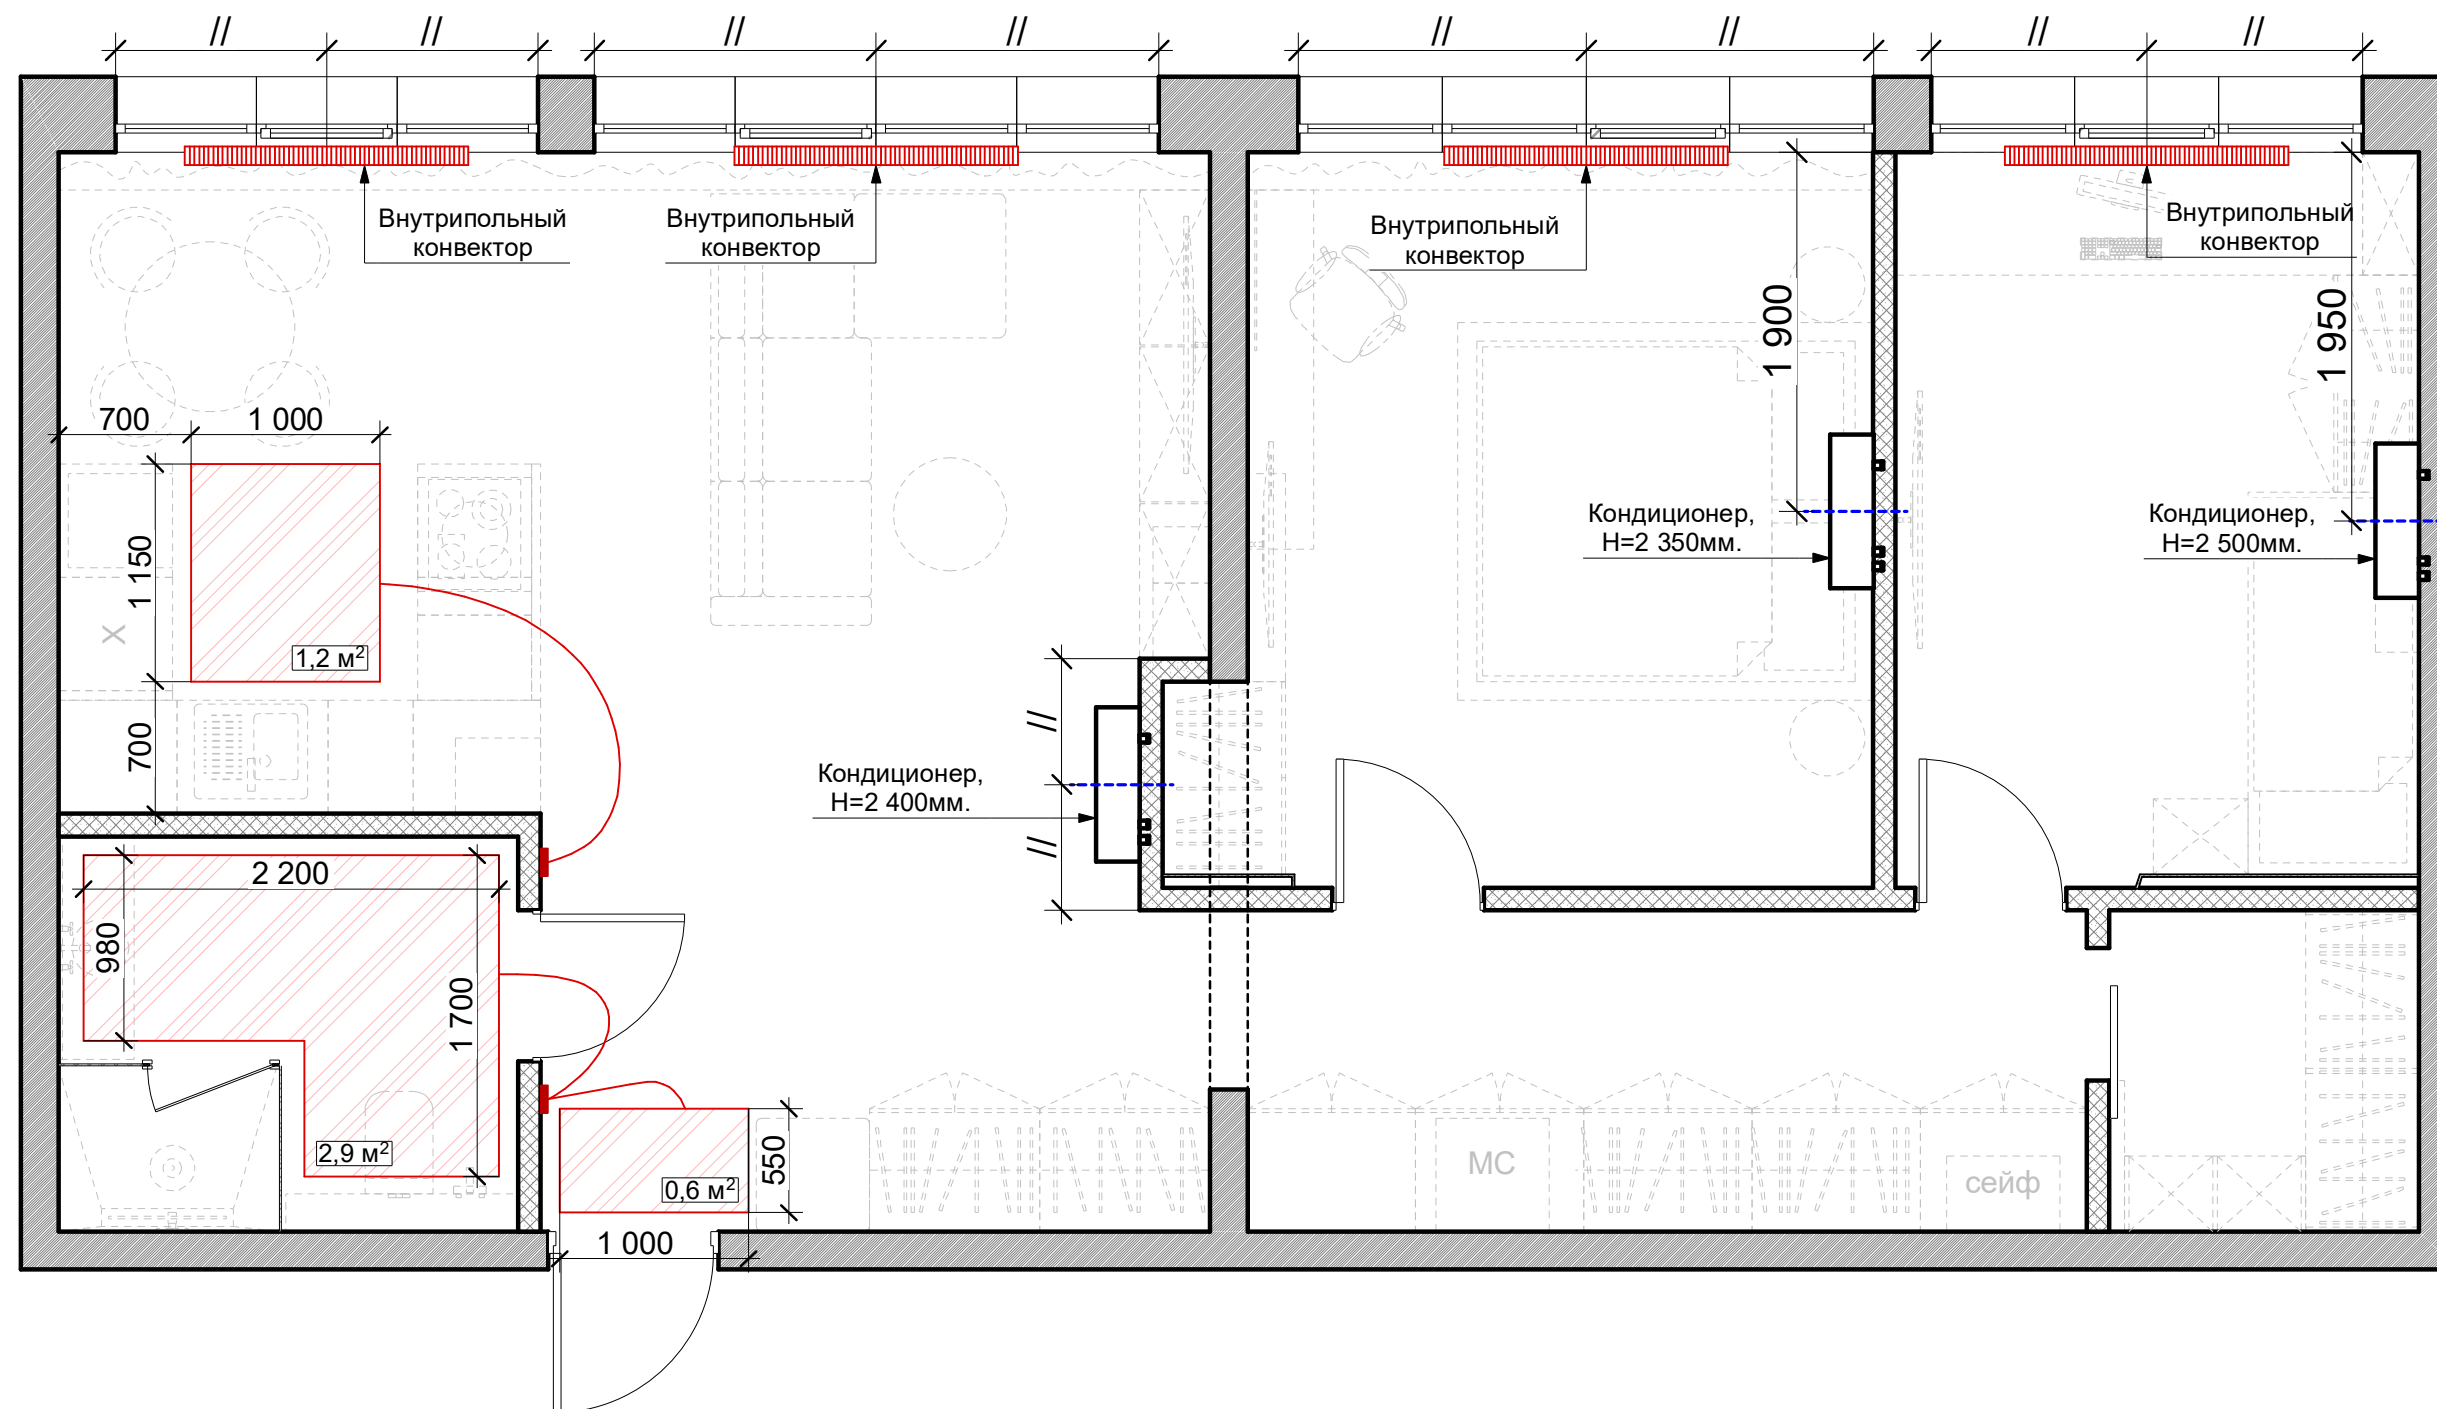 // // // // // // // //
Внутрипольный
конвектор
Внутрипольный
конвектор
Внутрипольный
конвектор
Внутрипольный
конвектор
1 900
1 950
700
1 000
1 150
1,2 м²
X
700
Кондиционер,
H=2 350мм.
Кондиционер,
H=2 500мм.
//
Кондиционер,
H=2 400мм.
//
2 200
980
1 700
2,9 м²
0,6 м²
550
1 000
МС
сейф